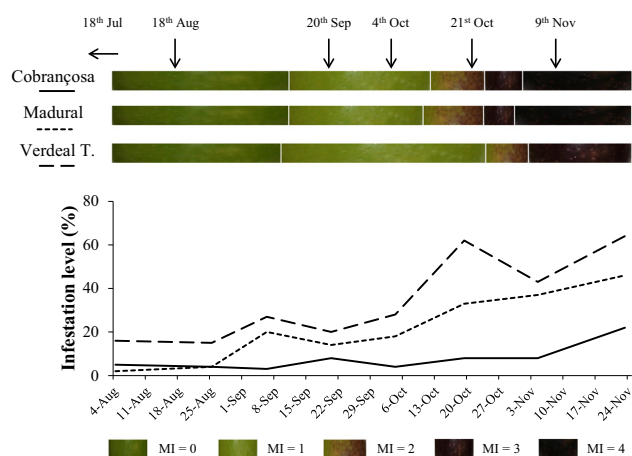 18th Jul 18th Aug 20th Sep 4th Oct 21st Oct 9th Nov
Cobrançosa
Madural
Verdeal T.
Infestation level (%)
80
60
40
20
0
4-Aug 11-Aug 18-Aug 25-Aug 1-Sep 8-Sep 15-Sep 22-Sep 29-Sep 6-Oct 13-Oct 20-Oct 27-Oct 3-Nov 10-Nov 17-Nov 24-Nov
MI = 0 MI = 1 MI = 2 MI = 3 MI = 4